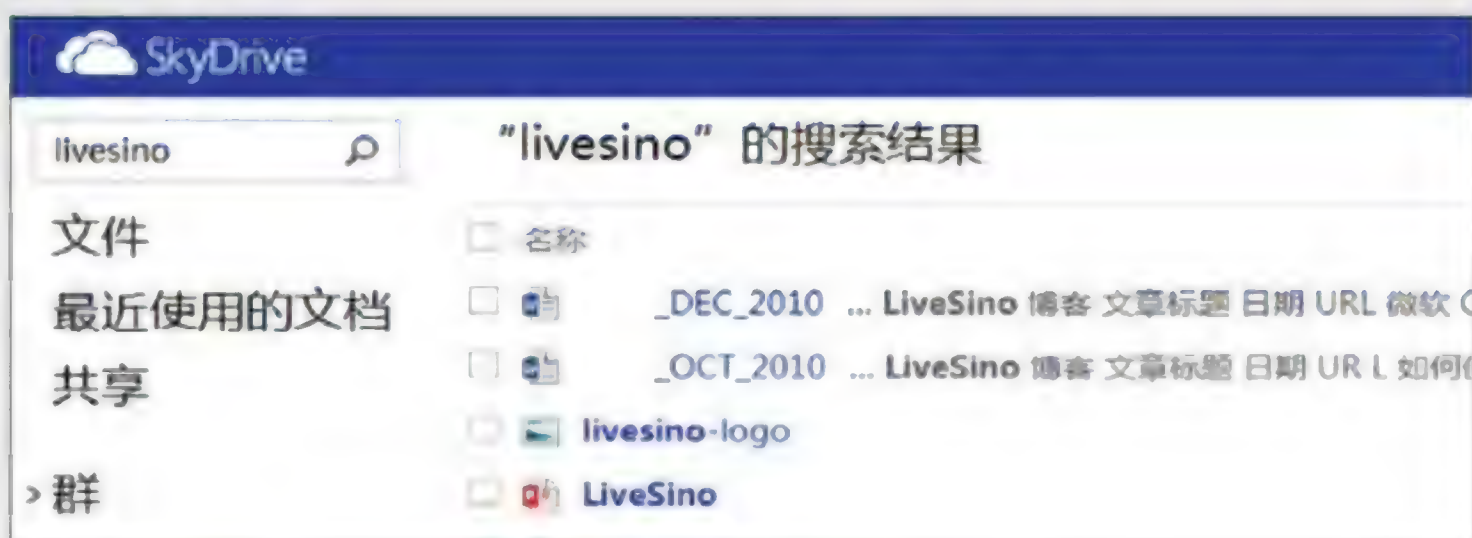 SkyDrive
livesino
"livesino" 的搜索结果
文件
最近使用的文档
共享
>群
名称
_DEC_2010 ... LiveSino 博客 文章标题 日期 URL 微软
_OCT_2010 ... LiveSino 博客 文章标题 日期 UR L 如何
livesino-logo
LiveSino